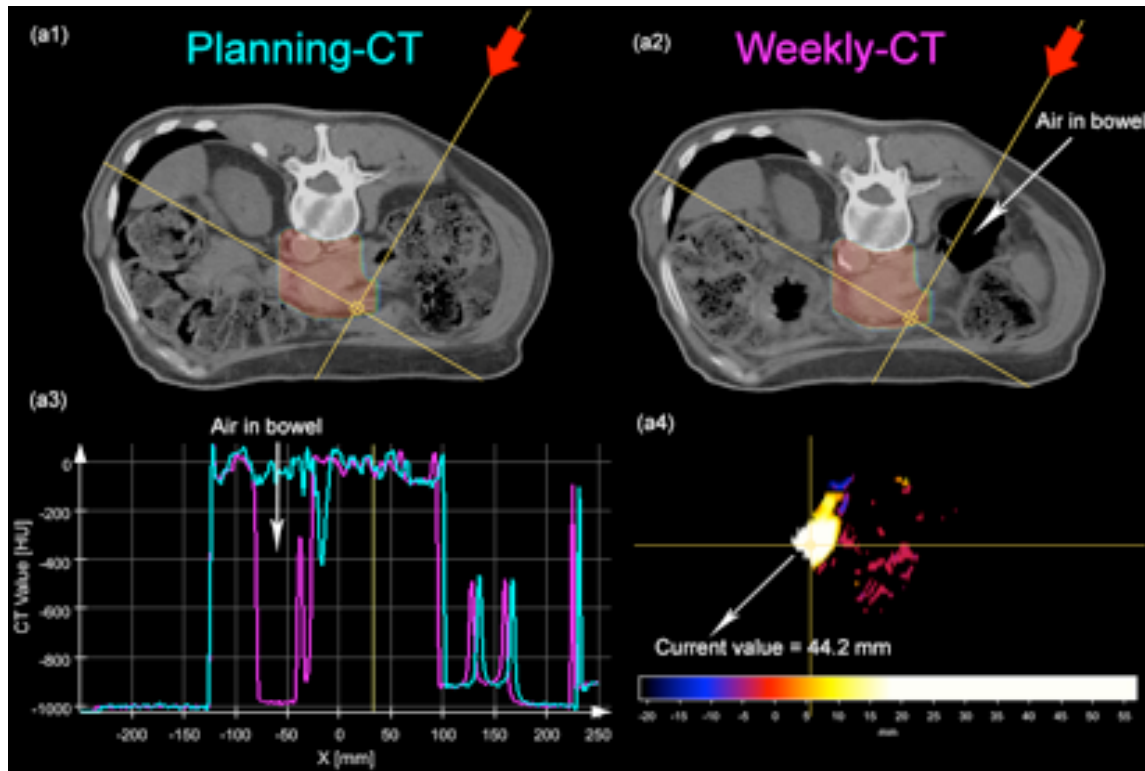 (a1)
Planning-CT
(a2)
Weekly-CT
Air in bowel
(a3)
Air in bowel
CT Value [HU]
0
-200
-400
-600
-800
-1000
-200
-150
-100
-50
0
50
100
150
200
250
X [mm]
(a4)
Current value = 44.2 mm
-20
-15
-10
-5
0
5
10
15
20
25
30
35
40
45
50
55
mm